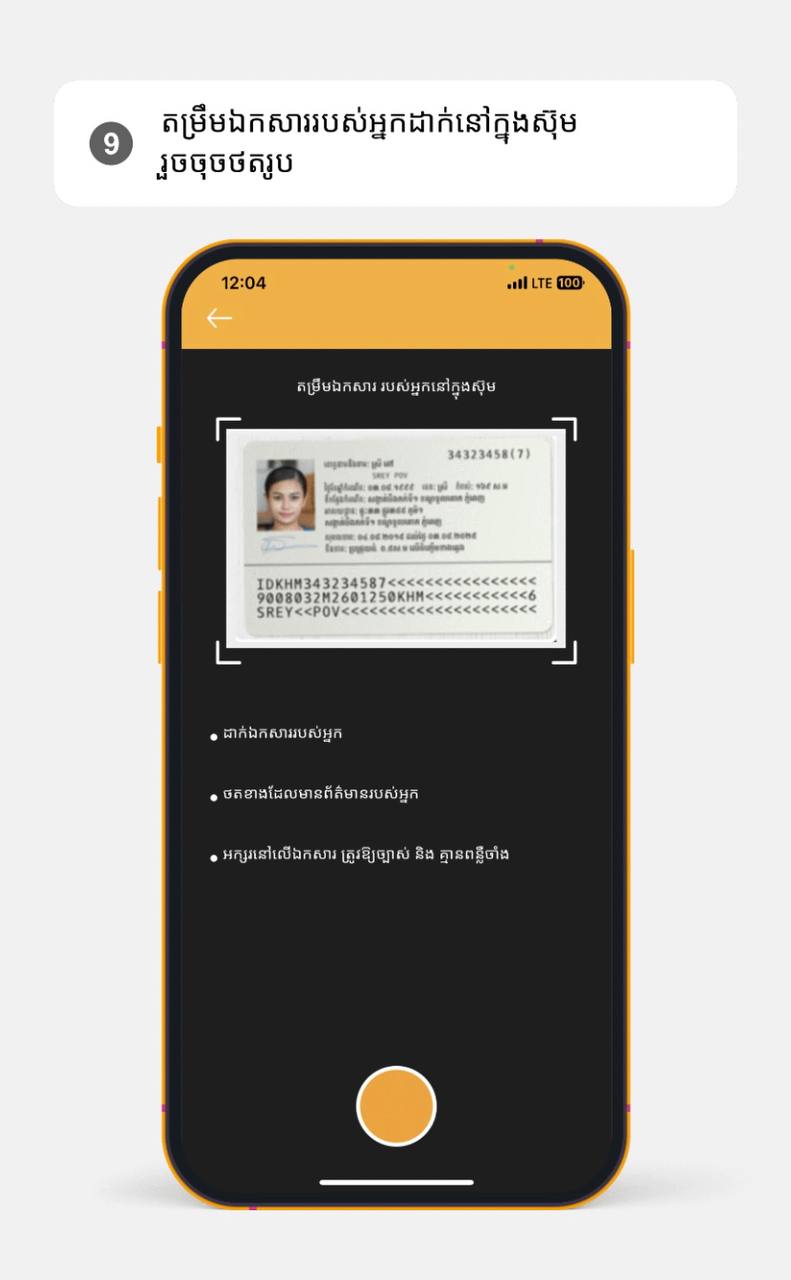 9
តម្រឹមឯកសាររបស់អ្នកដាក់នៅក្នុងស៊ុម
រួចចុចថតរូប
12:04
LTE 100
តម្រឹមឯកសារ របស់អ្នកនៅក្នុងស៊ុម
34323458(7)
SREY POV
IDKHM343234587<<<<<<<<<<<<<<<<
9008032M2601250KHM<<<<<<<<<<<6
SREY<<POV<<<<<<<<<<<<<<<<<<<<<
ដាក់ឯកសាររបស់អ្នក
ថតខាងដែលមានព័ត៌មានរបស់អ្នក
អក្សរនៅលើឯកសារ ត្រូវឱ្យច្បាស់ និង គ្មានពន្លឺចាំង